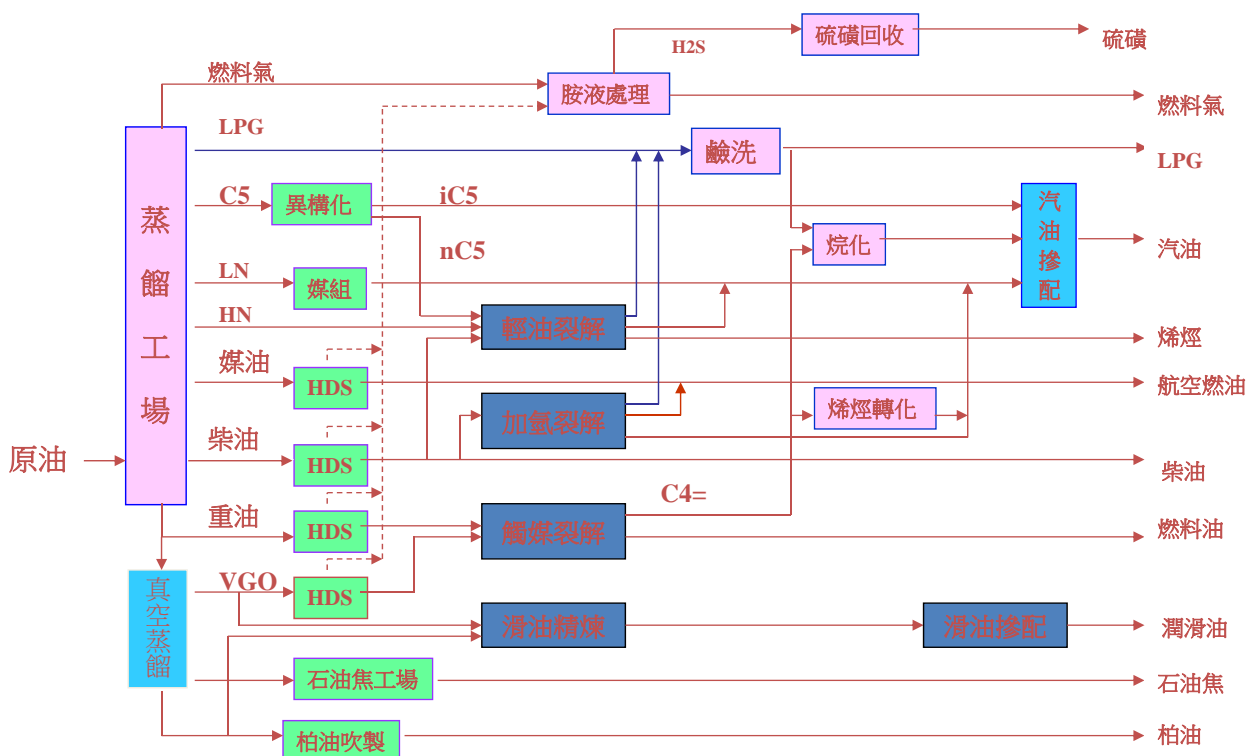 硫磺回收
硫磺
H2S
燃料氣
胺液處理
燃料氣
LPG
鹼洗
LPG
C5
異構化
iC5
汽油摻配
nC5
烷化
汽油
蒸餾工場
LN
媒組
HN
輕油裂解
烯烴
媒油
HDS
航空燃油
加氫裂解
烯烴轉化
原油
柴油
HDS
柴油
C4=
重油
HDS
觸媒裂解
燃料油
真空蒸餾
VGO
HDS
滑油精煉
滑油摻配
潤滑油
石油焦工場
石油焦
柏油吹製
柏油